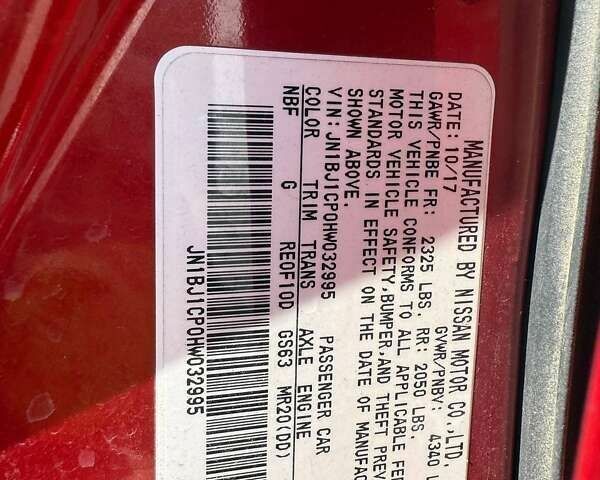 MANUFACTURED BY NISSAN MOTOR CO.,LTD.
DATE: 10/17 GVWR/PNBV: 4340 L
GAWR/PNBE FR: 2325 LBS. RR: 2050 LBS.
THIS VEHICLE CONFORMS TO ALL APPLICABLE FE
MOTOR VEHICLE SAFETY,BUMPER,AND THEFT PREV
STANDARDS IN EFFECT ON THE DATE OF MANUFAC
SHOWN ABOVE.
VIN:JN1BJ1CP0HW032995 PASSENGER CAR
COLOR TRIM TRANS AXLE ENGINE
NBF G RE0F10D GS63 MR20(DD)
JN1BJ1CP0HW032995